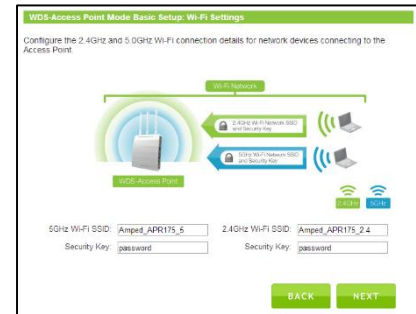 WDS-Access Point Mode Basic Setup: Wi-Fi Settings
Configure the 2.4GHz and 5.0GHz Wi-Fi connection details for network devices connecting to the
Access Point.
Wi-Fi Network
2.4GHz Wi-Fi Network SSID
and Security Key
5GHz Wi-Fi Network SSID
and Security Key
WDS-Access Point
2.4GHz
5GHz
5GHz Wi-Fi SSID: Amped_APR175_5
2.4GHz Wi-Fi SSID: Amped_APR175_2.4
Security Key: password
Security Key: password
BACK
NEXT